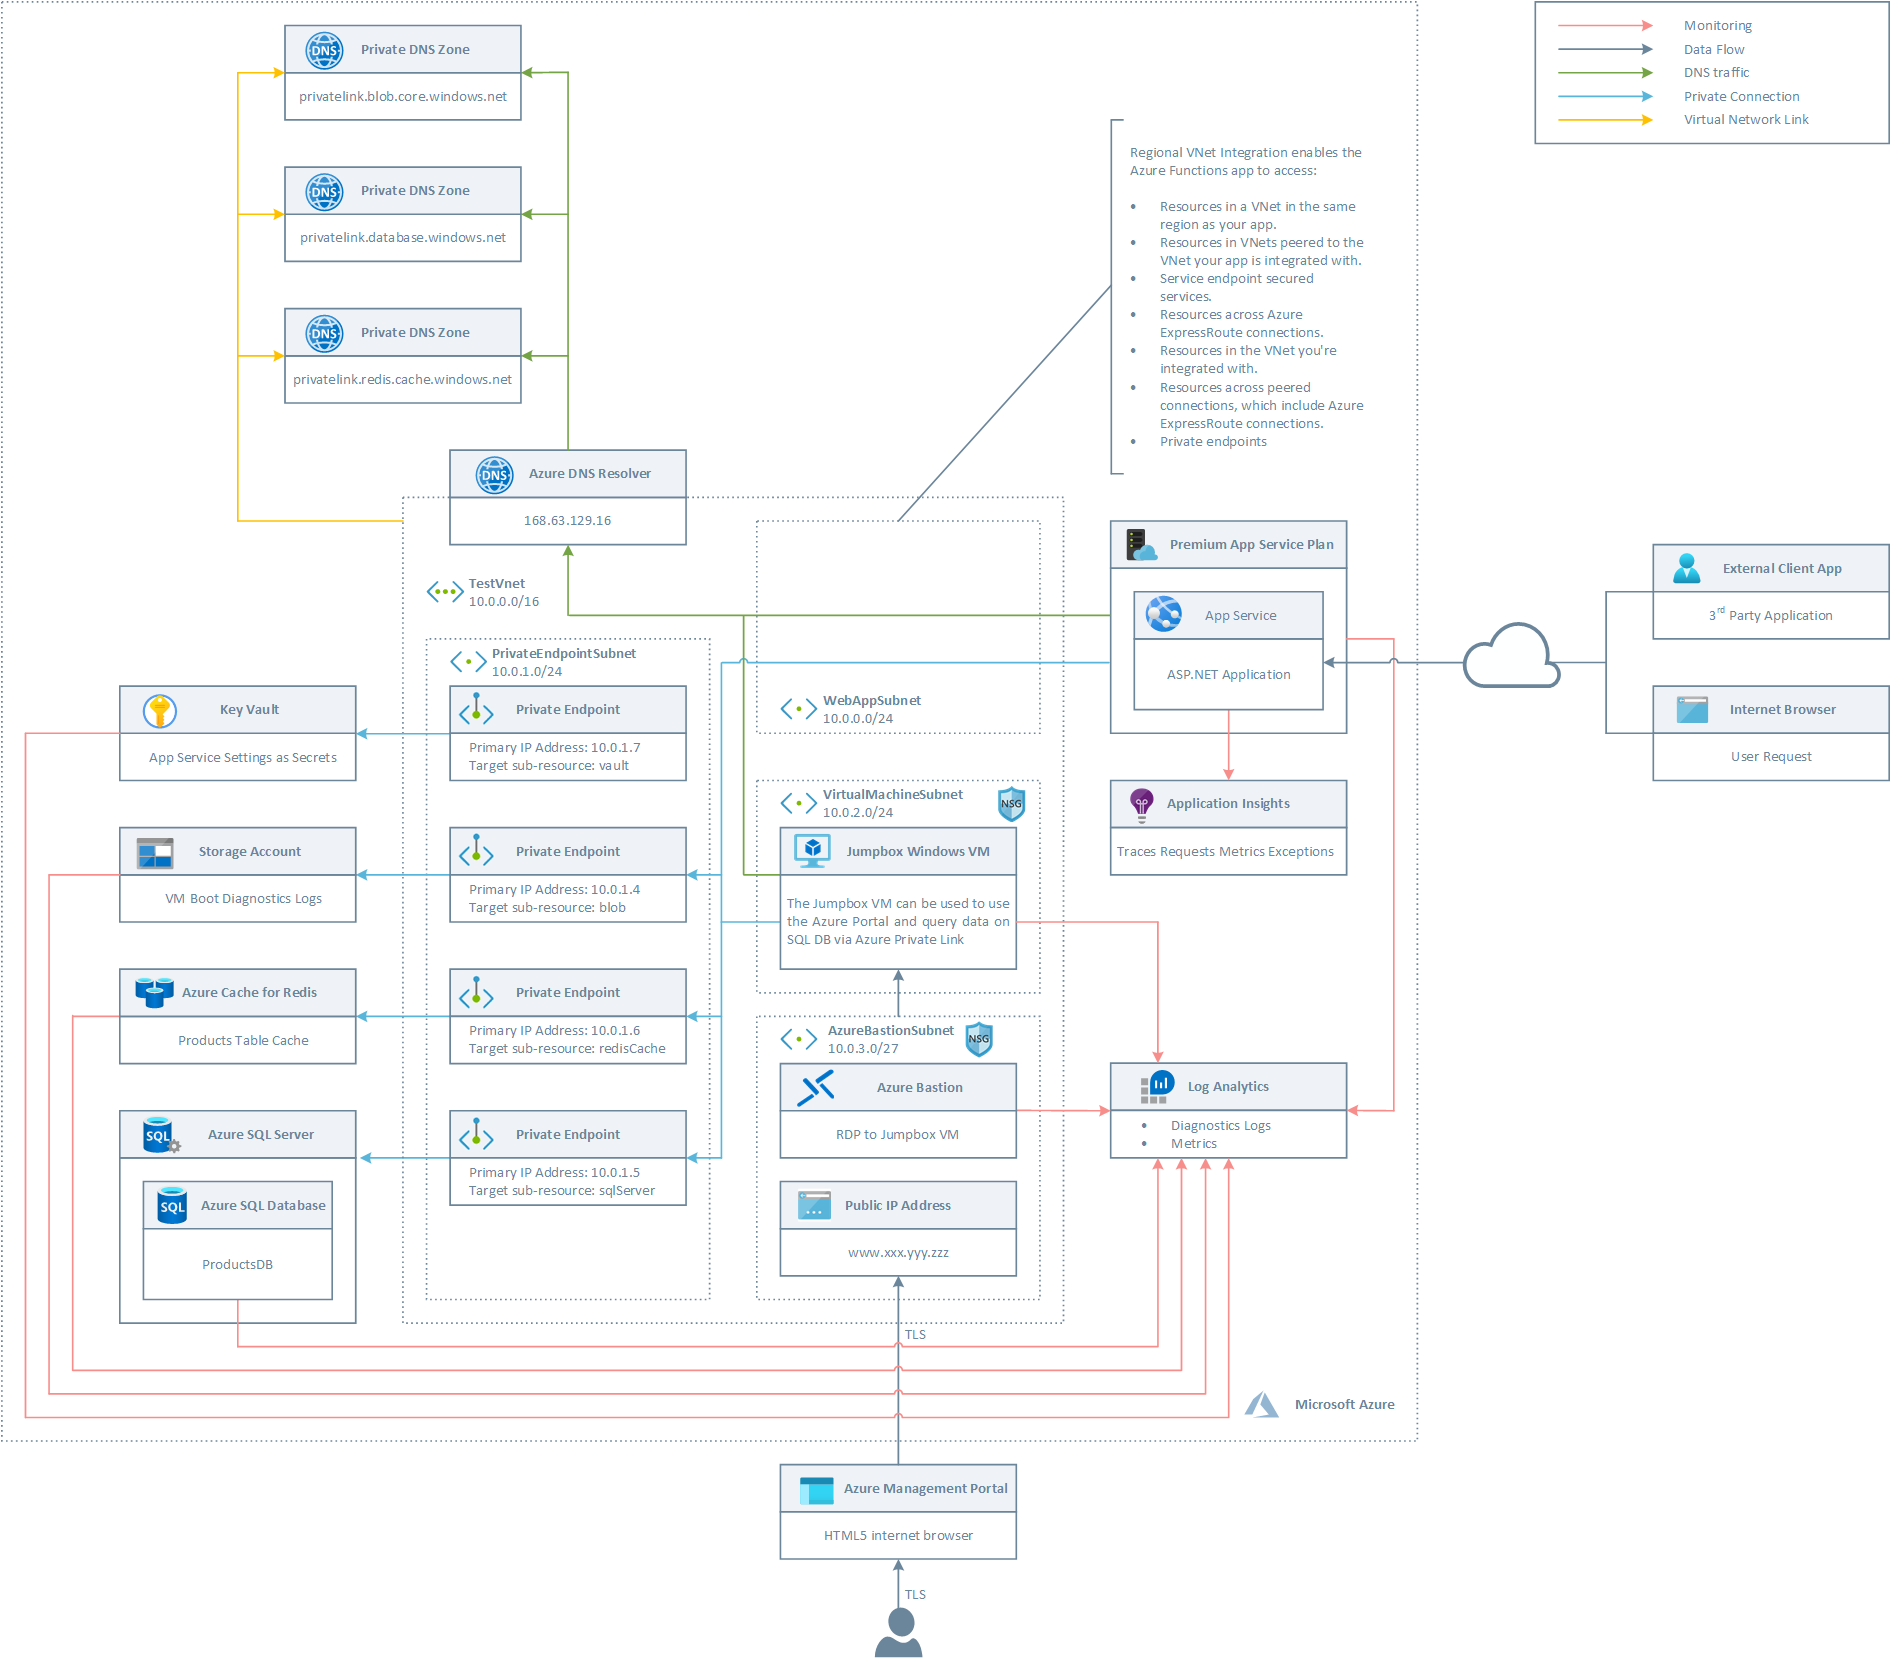 Private DNS Zone
privatelink.blob.core.windows.net
Private DNS Zone
privatelink.database.windows.net
Private DNS Zone
privatelink.redis.cache.windows.net
Monitoring
Data Flow
DNS traffic
Private Connection
Virtual Network Link
Regional VNet Integration enables the
Azure Functions app to access:
• Resources in a VNet in the same
region as your app.
• Resources in VNets peered to the
VNet your app is integrated with.
• Service endpoint secured
services.
• Resources across Azure
ExpressRoute connections.
• Resources in the VNet you're
integrated with.
• Resources across peered
connections, which include Azure
ExpressRoute connections.
• Private endpoints
Azure DNS Resolver
168.63.129.16
TestVnet
10.0.0.0/16
PrivateEndpointSubnet
10.0.1.0/24
WebAppSubnet
10.0.0.0/24
Premium App Service Plan
App Service
ASP.NET Application
External Client App
3rd Party Application
Internet Browser
User Request
Key Vault
App Service Settings as Secrets
Private Endpoint
Primary IP Address: 10.0.1.7
Target sub-resource: vault
VirtualMachineSubnet
10.0.2.0/24
NSG
Application Insights
Traces Requests Metrics Exceptions
Storage Account
VM Boot Diagnostics Logs
Private Endpoint
Primary IP Address: 10.0.1.4
Target sub-resource: blob
Jumpbox Windows VM
The Jumpbox VM can be used to use
the Azure Portal and query data on
SQL DB via Azure Private Link
Azure Cache for Redis
Products Table Cache
Private Endpoint
Primary IP Address: 10.0.1.6
Target sub-resource: redisCache
AzureBastionSubnet
10.0.3.0/27
NSG
Azure Bastion
RDP to Jumpbox VM
Log Analytics
• Diagnostics Logs
• Metrics
SQL
Azure SQL Server
SQL
Azure SQL Database
ProductsDB
Private Endpoint
Primary IP Address: 10.0.1.5
Target sub-resource: sqlServer
Public IP Address
www.xxx.yyy.zzz
TLS
Microsoft Azure
Azure Management Portal
HTML5 internet browser
TLS
DNS
DNS
DNS
DNS